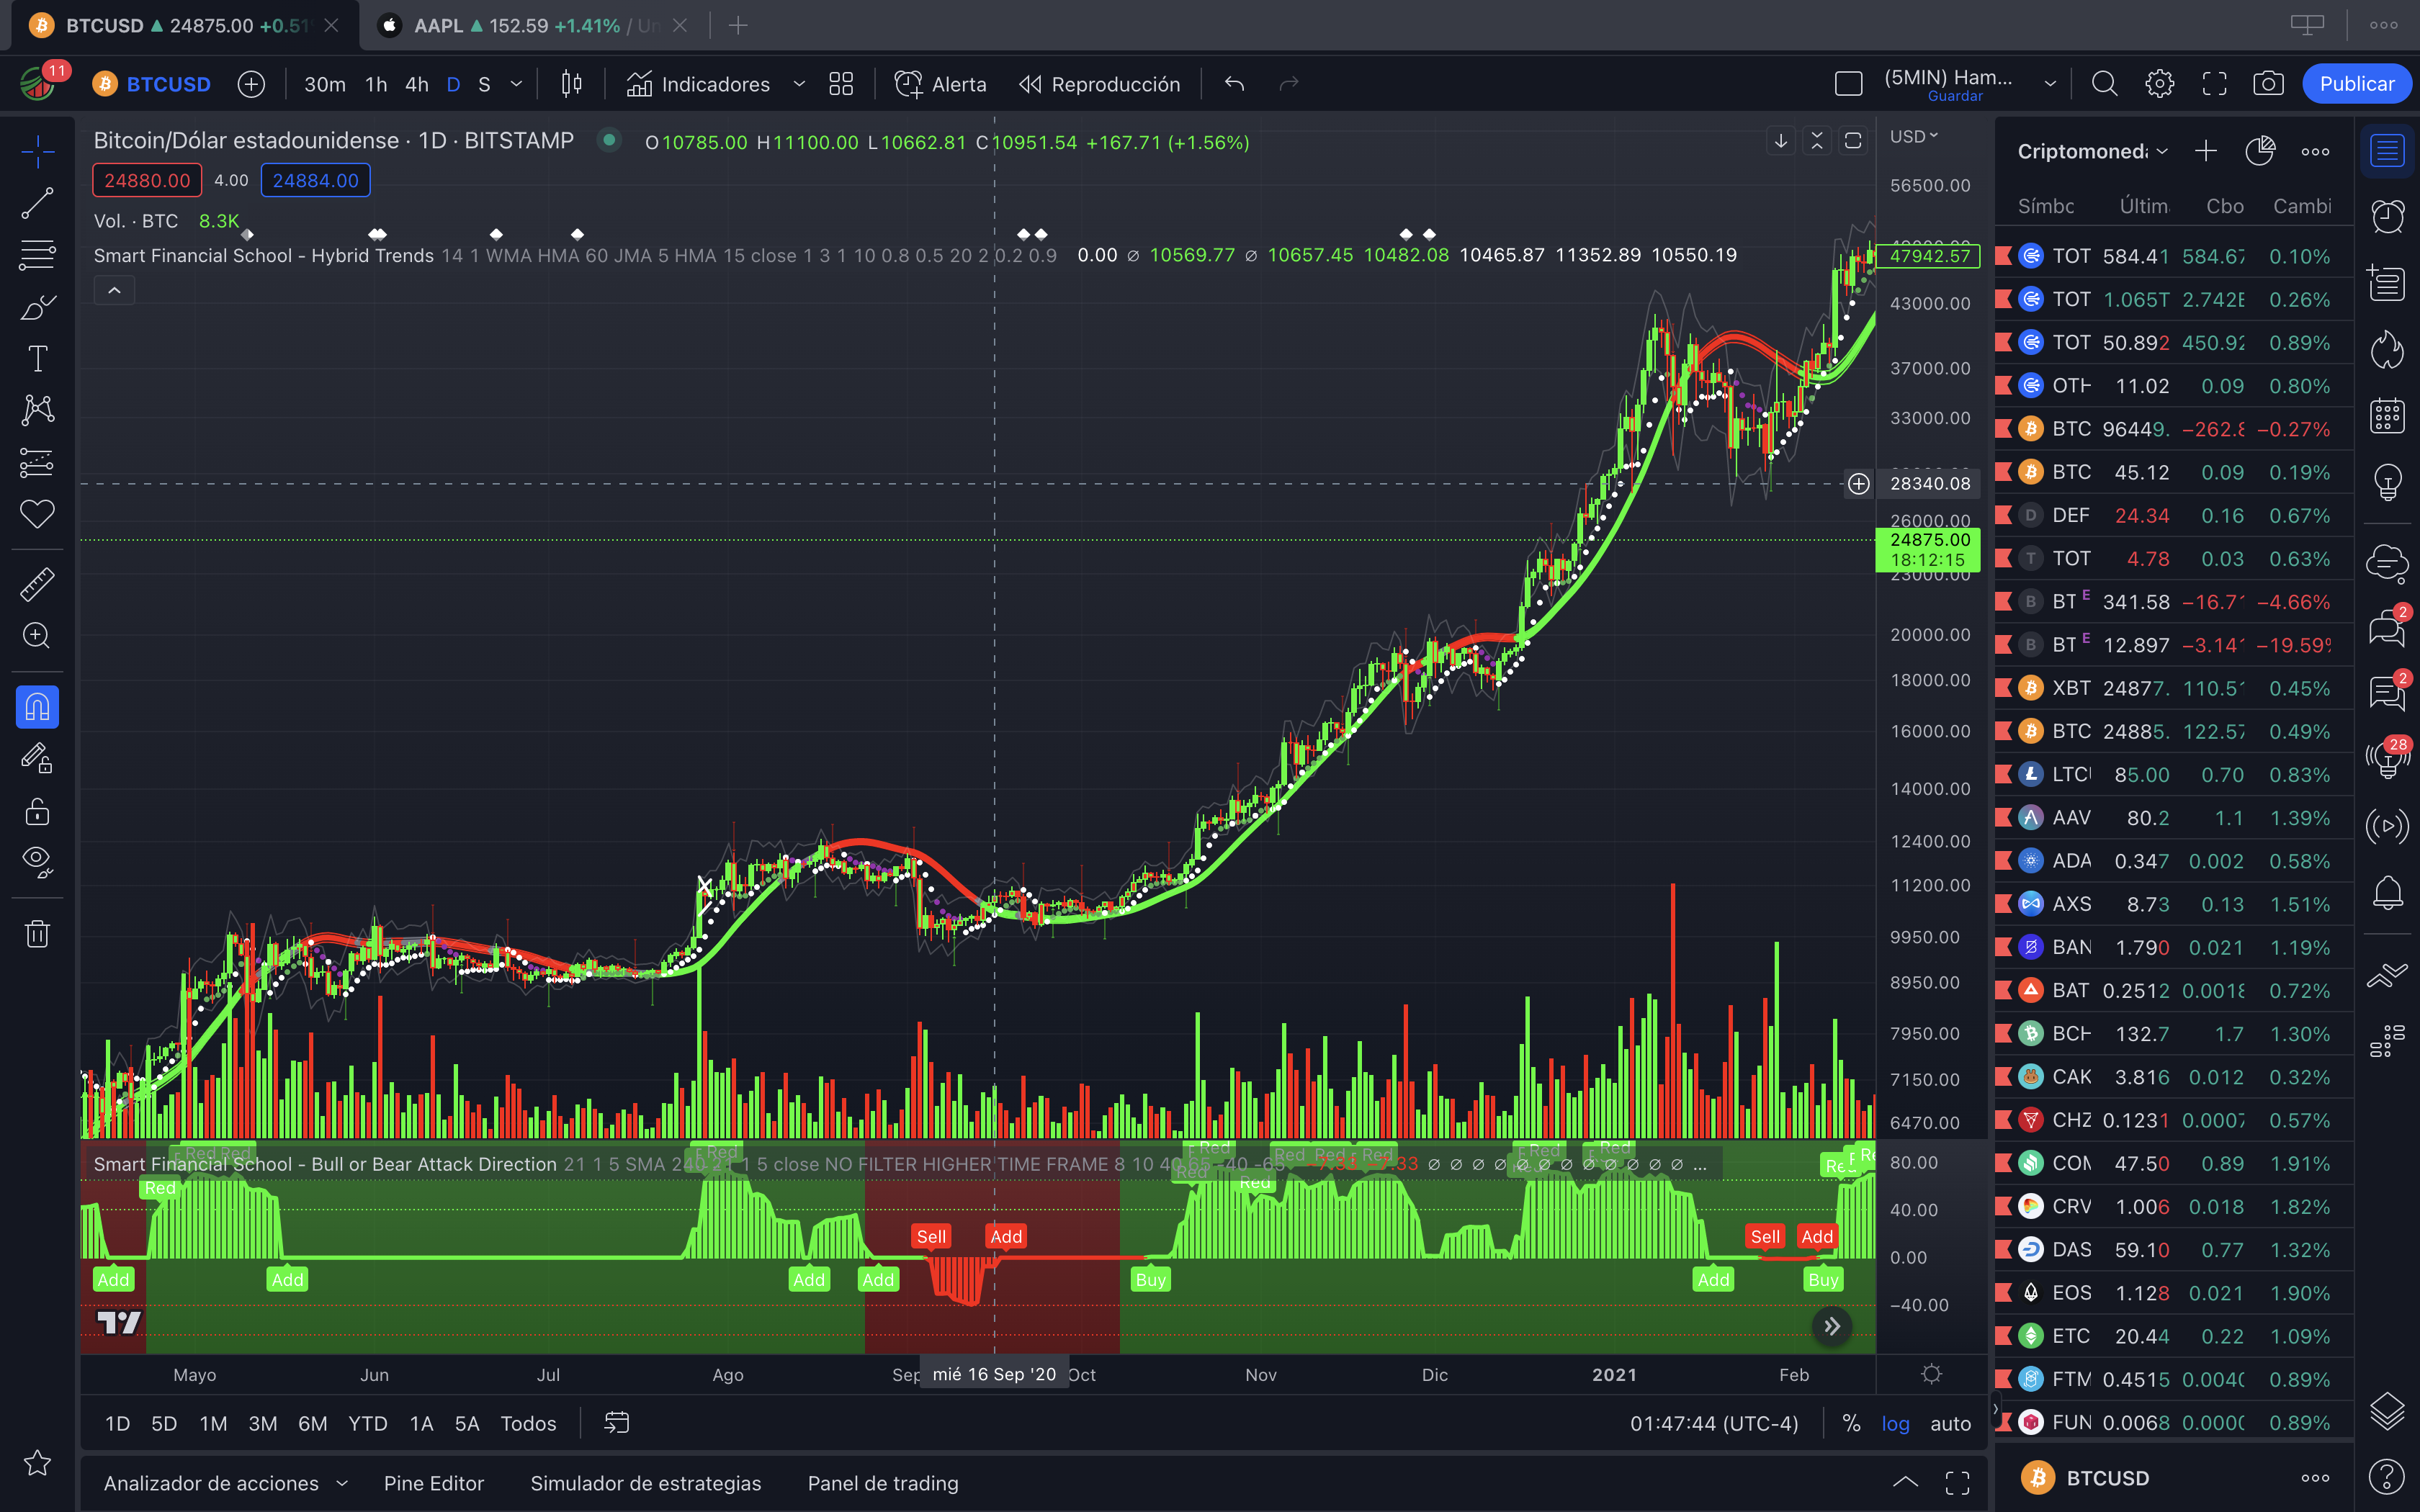 BTCUSD 24875.00 +0.51
AAPL 152.59 +1.41% / Un
11
BTCUSD 30m 1h 4h D S Indicadores Alerta Reproducción (5MIN) Ham... Guardar Publicar
Bitcoin/Dólar estadounidense · 1D · BITSTAMP O10785.00 H11100.00 L10662.81 C10951.54 +167.71 (+1.56%)
24880.00 4.00 24884.00
Vol. · BTC 8.3K
Smart Financial School - Hybrid Trends 14 1 WMA HMA 60 JMA 5 HMA 15 close 1 3 1 10 0.8 0.5 20 2 0.2 0.9 0.00 ∅ 10569.77 ∅ 10657.45 10482.08 10465.87 11352.89 10550.19
USD
56500.00
47942.57
43000.00
37000.00
33000.00
28340.08
26000.00
24875.00
18:12:15
23000.00
20000.00
18000.00
16000.00
14000.00
12400.00
11200.00
9950.00
8950.00
7950.00
7150.00
6470.00
Smart Financial School - Bull or Bear Attack Direction 21 1 5 SMA 240 21 1 5 close NO FILTER HIGHER TIME FRAME 8 10 40 65 -40 -65 -7.33 -7.33 ∅ ∅ ∅ ∅ ∅ ∅ ∅ ∅ ∅ ∅ ∅ ∅ ...
Red Red Red Red Red Red Red Red Red Red Red Red
80.00
40.00
0.00
−40.00
Sell Add Sell Add
Add Add Add Add Buy Add Buy
Mayo Jun Jul Ago Sep mié 16 Sep '20 Oct Nov Dic 2021 Feb
1D 5D 1M 3M 6M YTD 1A 5A Todos 01:47:44 (UTC-4) % log auto
Analizador de acciones Pine Editor Simulador de estrategias Panel de trading
Criptomoneda
Símbc Últim Cbo Cambi
TOT 584.41 584.67 0.10%
TOT 1.065T 2.742E 0.26%
TOT 50.892 450.92 0.89%
OTH 11.02 0.09 0.80%
BTC 96449. −262.8 −0.27%
BTC 45.12 0.09 0.19%
D DEF 24.34 0.16 0.67%
T TOT 4.78 0.03 0.63%
B BT E 341.58 −16.71 −4.66%
B BT E 12.897 −3.141 −19.59%
XBT 24877. 110.51 0.45%
BTC 24885. 122.57 0.49%
LTCU 85.00 0.70 0.83%
AAV 80.2 1.1 1.39%
ADA 0.347 0.002 0.58%
AXS 8.73 0.13 1.51%
BAN 1.790 0.021 1.19%
BAT 0.2512 0.0018 0.72%
BCH 132.7 1.7 1.30%
CAK 3.816 0.012 0.32%
CHZ 0.1231 0.0007 0.57%
COM 47.50 0.89 1.91%
CRV 1.006 0.018 1.82%
DAS 59.10 0.77 1.32%
EOS 1.128 0.021 1.90%
ETC 20.44 0.22 1.09%
FTM 0.4515 0.0040 0.89%
FUN 0.0068 0.0000 0.89%
BTCUSD
2
2
28